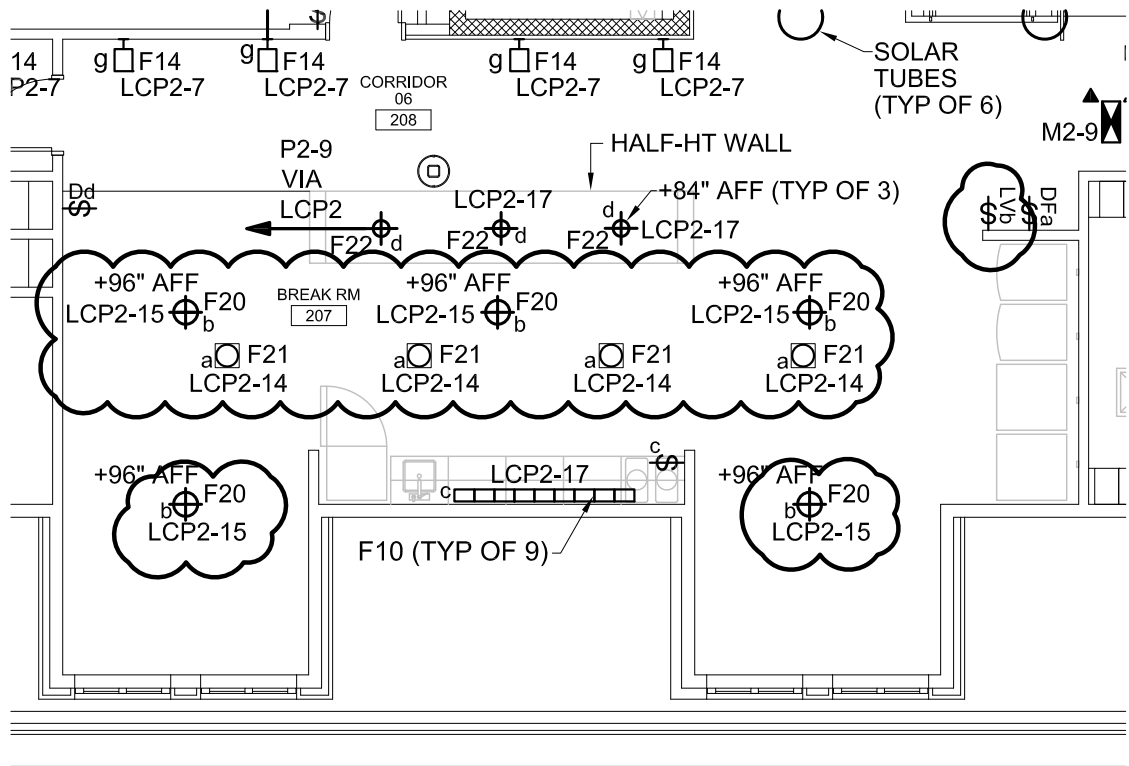 14
P2-7
g F14
LCP2-7
g F14
LCP2-7
CORRIDOR
06
208
g F14
LCP2-7
g F14
LCP2-7
SOLAR
TUBES
(TYP OF 6)
M2-9
P2-9
VIA
LCP2
HALF-HT WALL
+84" AFF (TYP OF 3)
Dd
$
LCP2-17
d
LCP2-17
F22 d
F22 d
F22
$ LVb
$ DFa
+96" AFF
LCP2-15 F20
b
BREAK RM
207
+96" AFF
LCP2-15 F20
b
+96" AFF
LCP2-15 F20
b
a F21
LCP2-14
a F21
LCP2-14
a F21
LCP2-14
a F21
LCP2-14
+96" AFF
F20
b
LCP2-15
c
$
LCP2-17
c
F10 (TYP OF 9)
+96" AFF
F20
b
LCP2-15